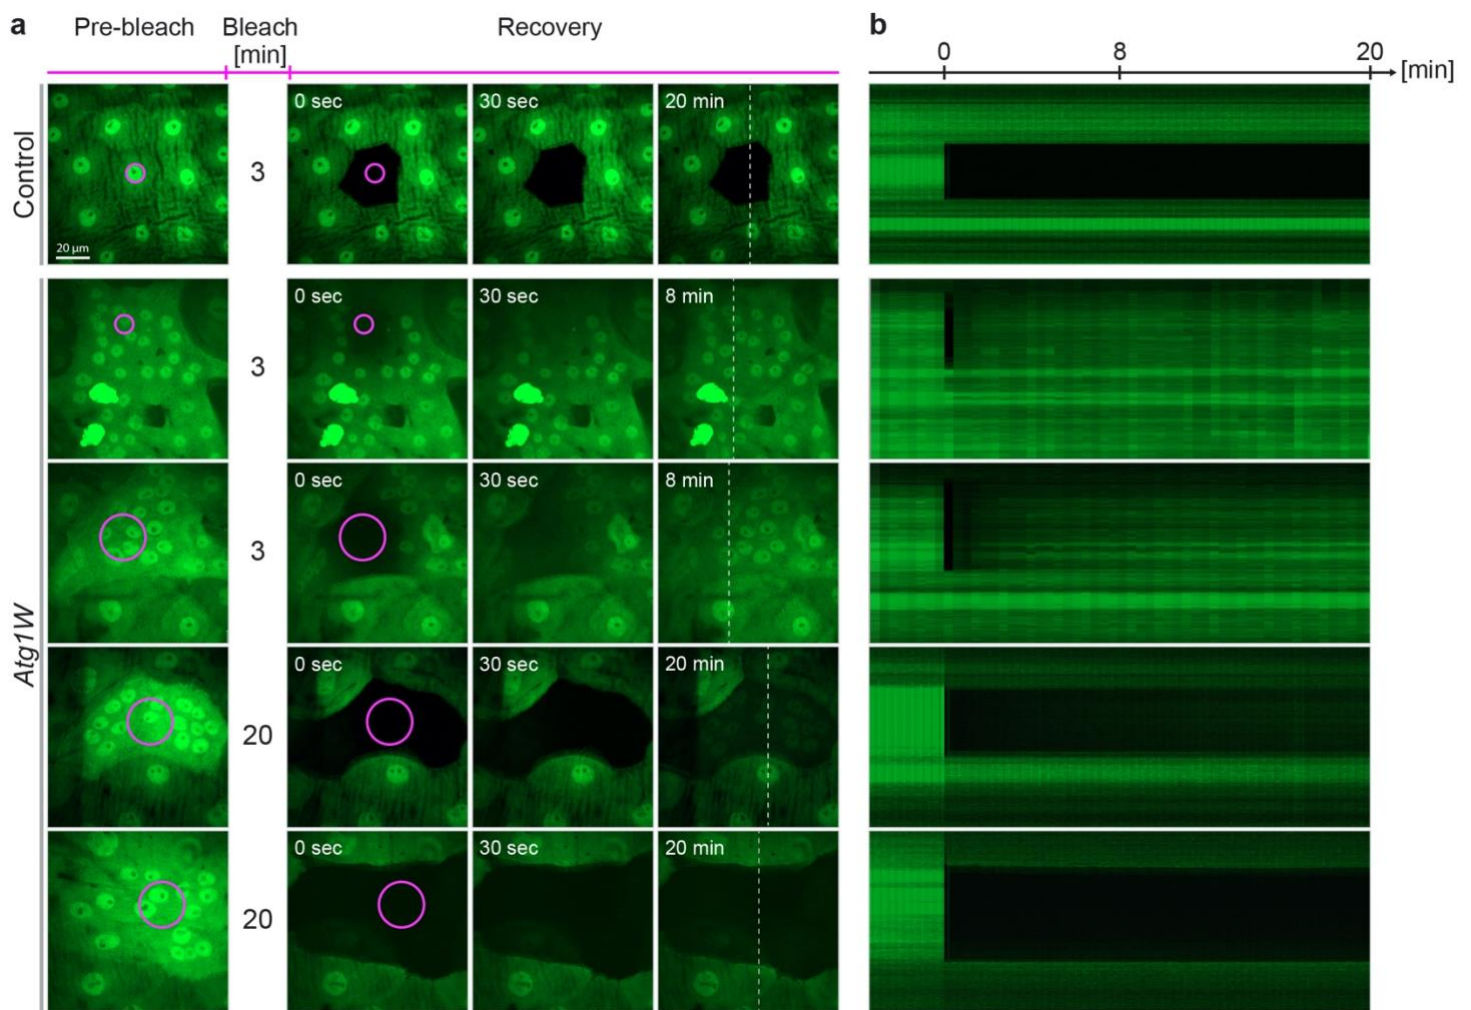 a
Pre-bleach Bleach [min] Recovery
b
0 8 20 [min]
Control
3
0 sec 30 sec 20 min
20 µm
Atg1W
3
0 sec 30 sec 8 min
3
0 sec 30 sec 8 min
20
0 sec 30 sec 20 min
20
0 sec 30 sec 20 min